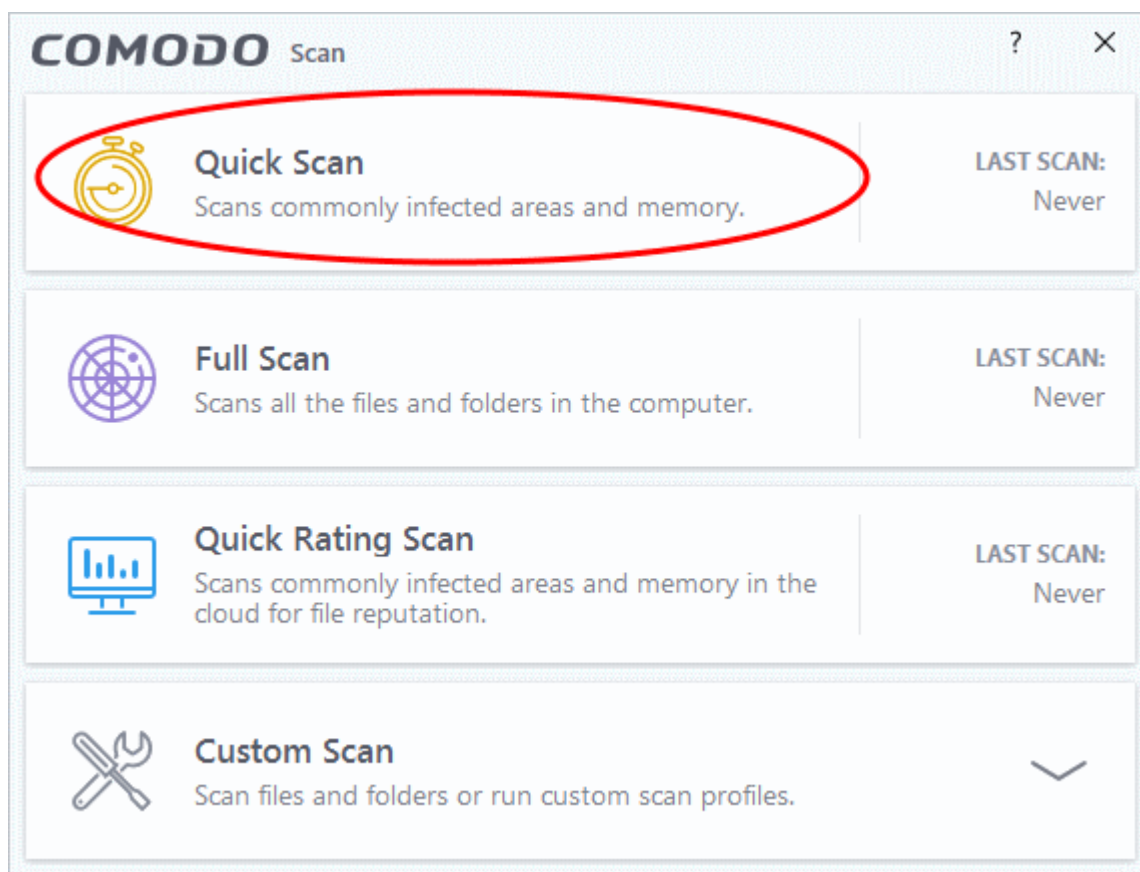 COMODO Scan ?
Quick Scan
Scans commonly infected areas and memory.
LAST SCAN:
Never
Full Scan
Scans all the files and folders in the computer.
LAST SCAN:
Never
Quick Rating Scan
Scans commonly infected areas and memory in the
cloud for file reputation.
LAST SCAN:
Never
Custom Scan
Scan files and folders or run custom scan profiles.